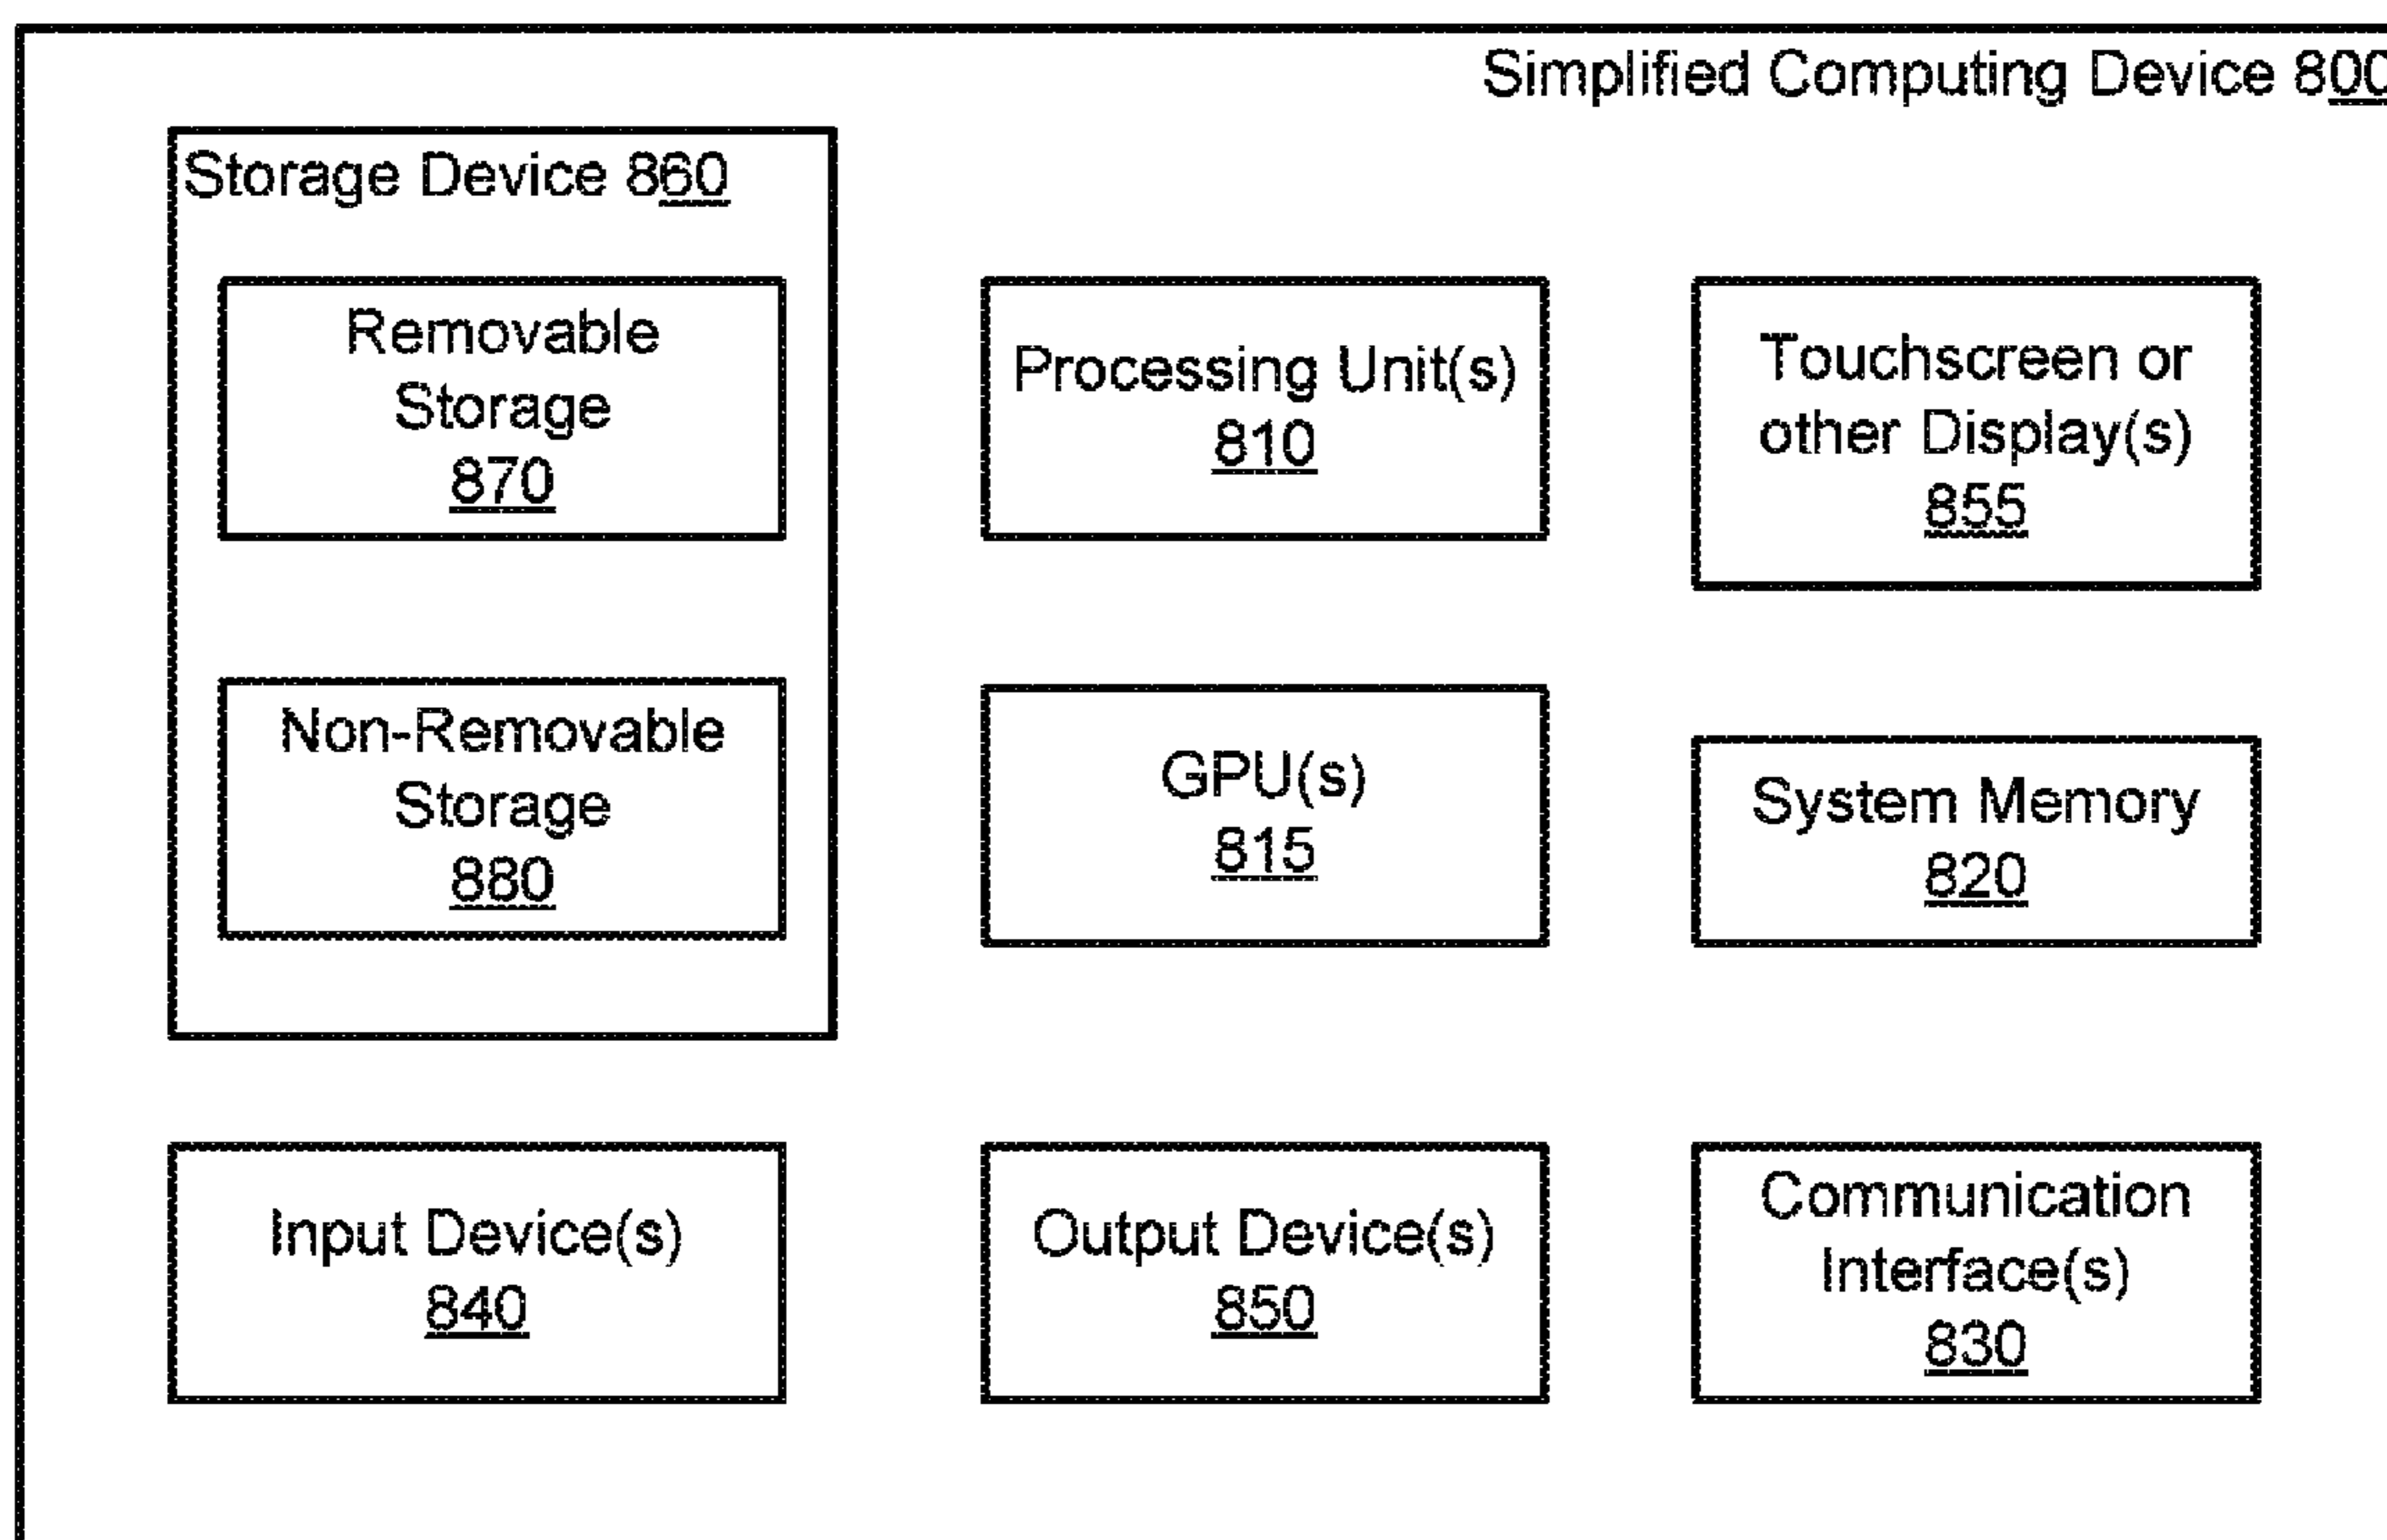 Simplified Computing Device 800
Storage Device 860
Removable
Storage
870
Processing Unit(s)
810
Touchscreen or
other Display(s)
855
Non-Removable
Storage
880
GPU(s)
815
System Memory
820
Input Device(s)
840
Output Device(s)
850
Communication
Interface(s)
830